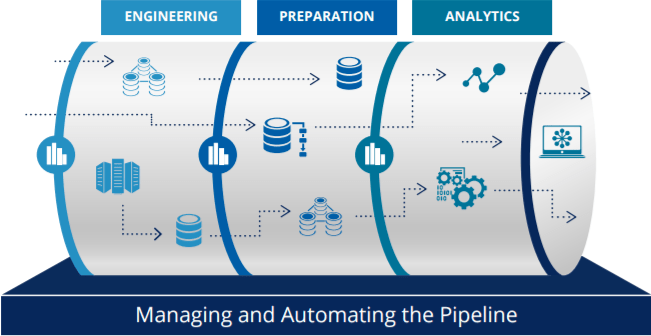 ENGINEERING
PREPARATION
ANALYTICS
Managing and Automating the Pipeline